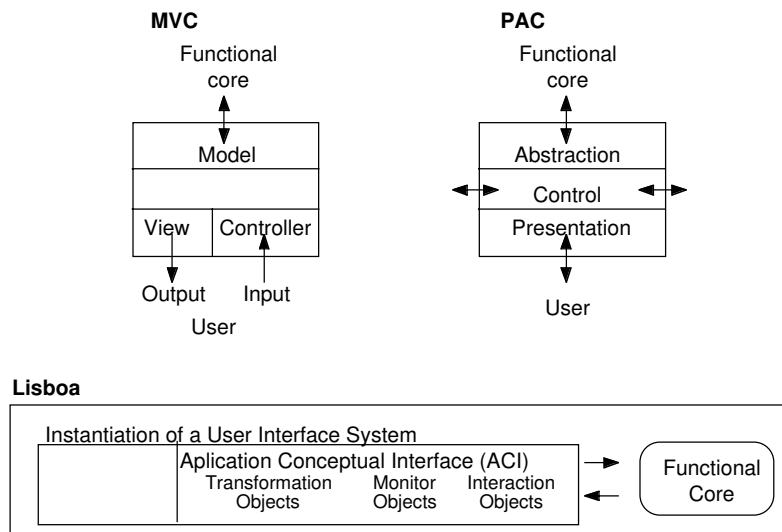 MVC
Functional
core
Model
View
Controller
Output
Input
User
PAC
Functional
core
Abstraction
Control
Presentation
User
Lisboa
Instantiation of a User Interface System
Aplication Conceptual Interface (ACI)
Transformation
Objects
Monitor
Objects
Interaction
Objects
Functional
Core